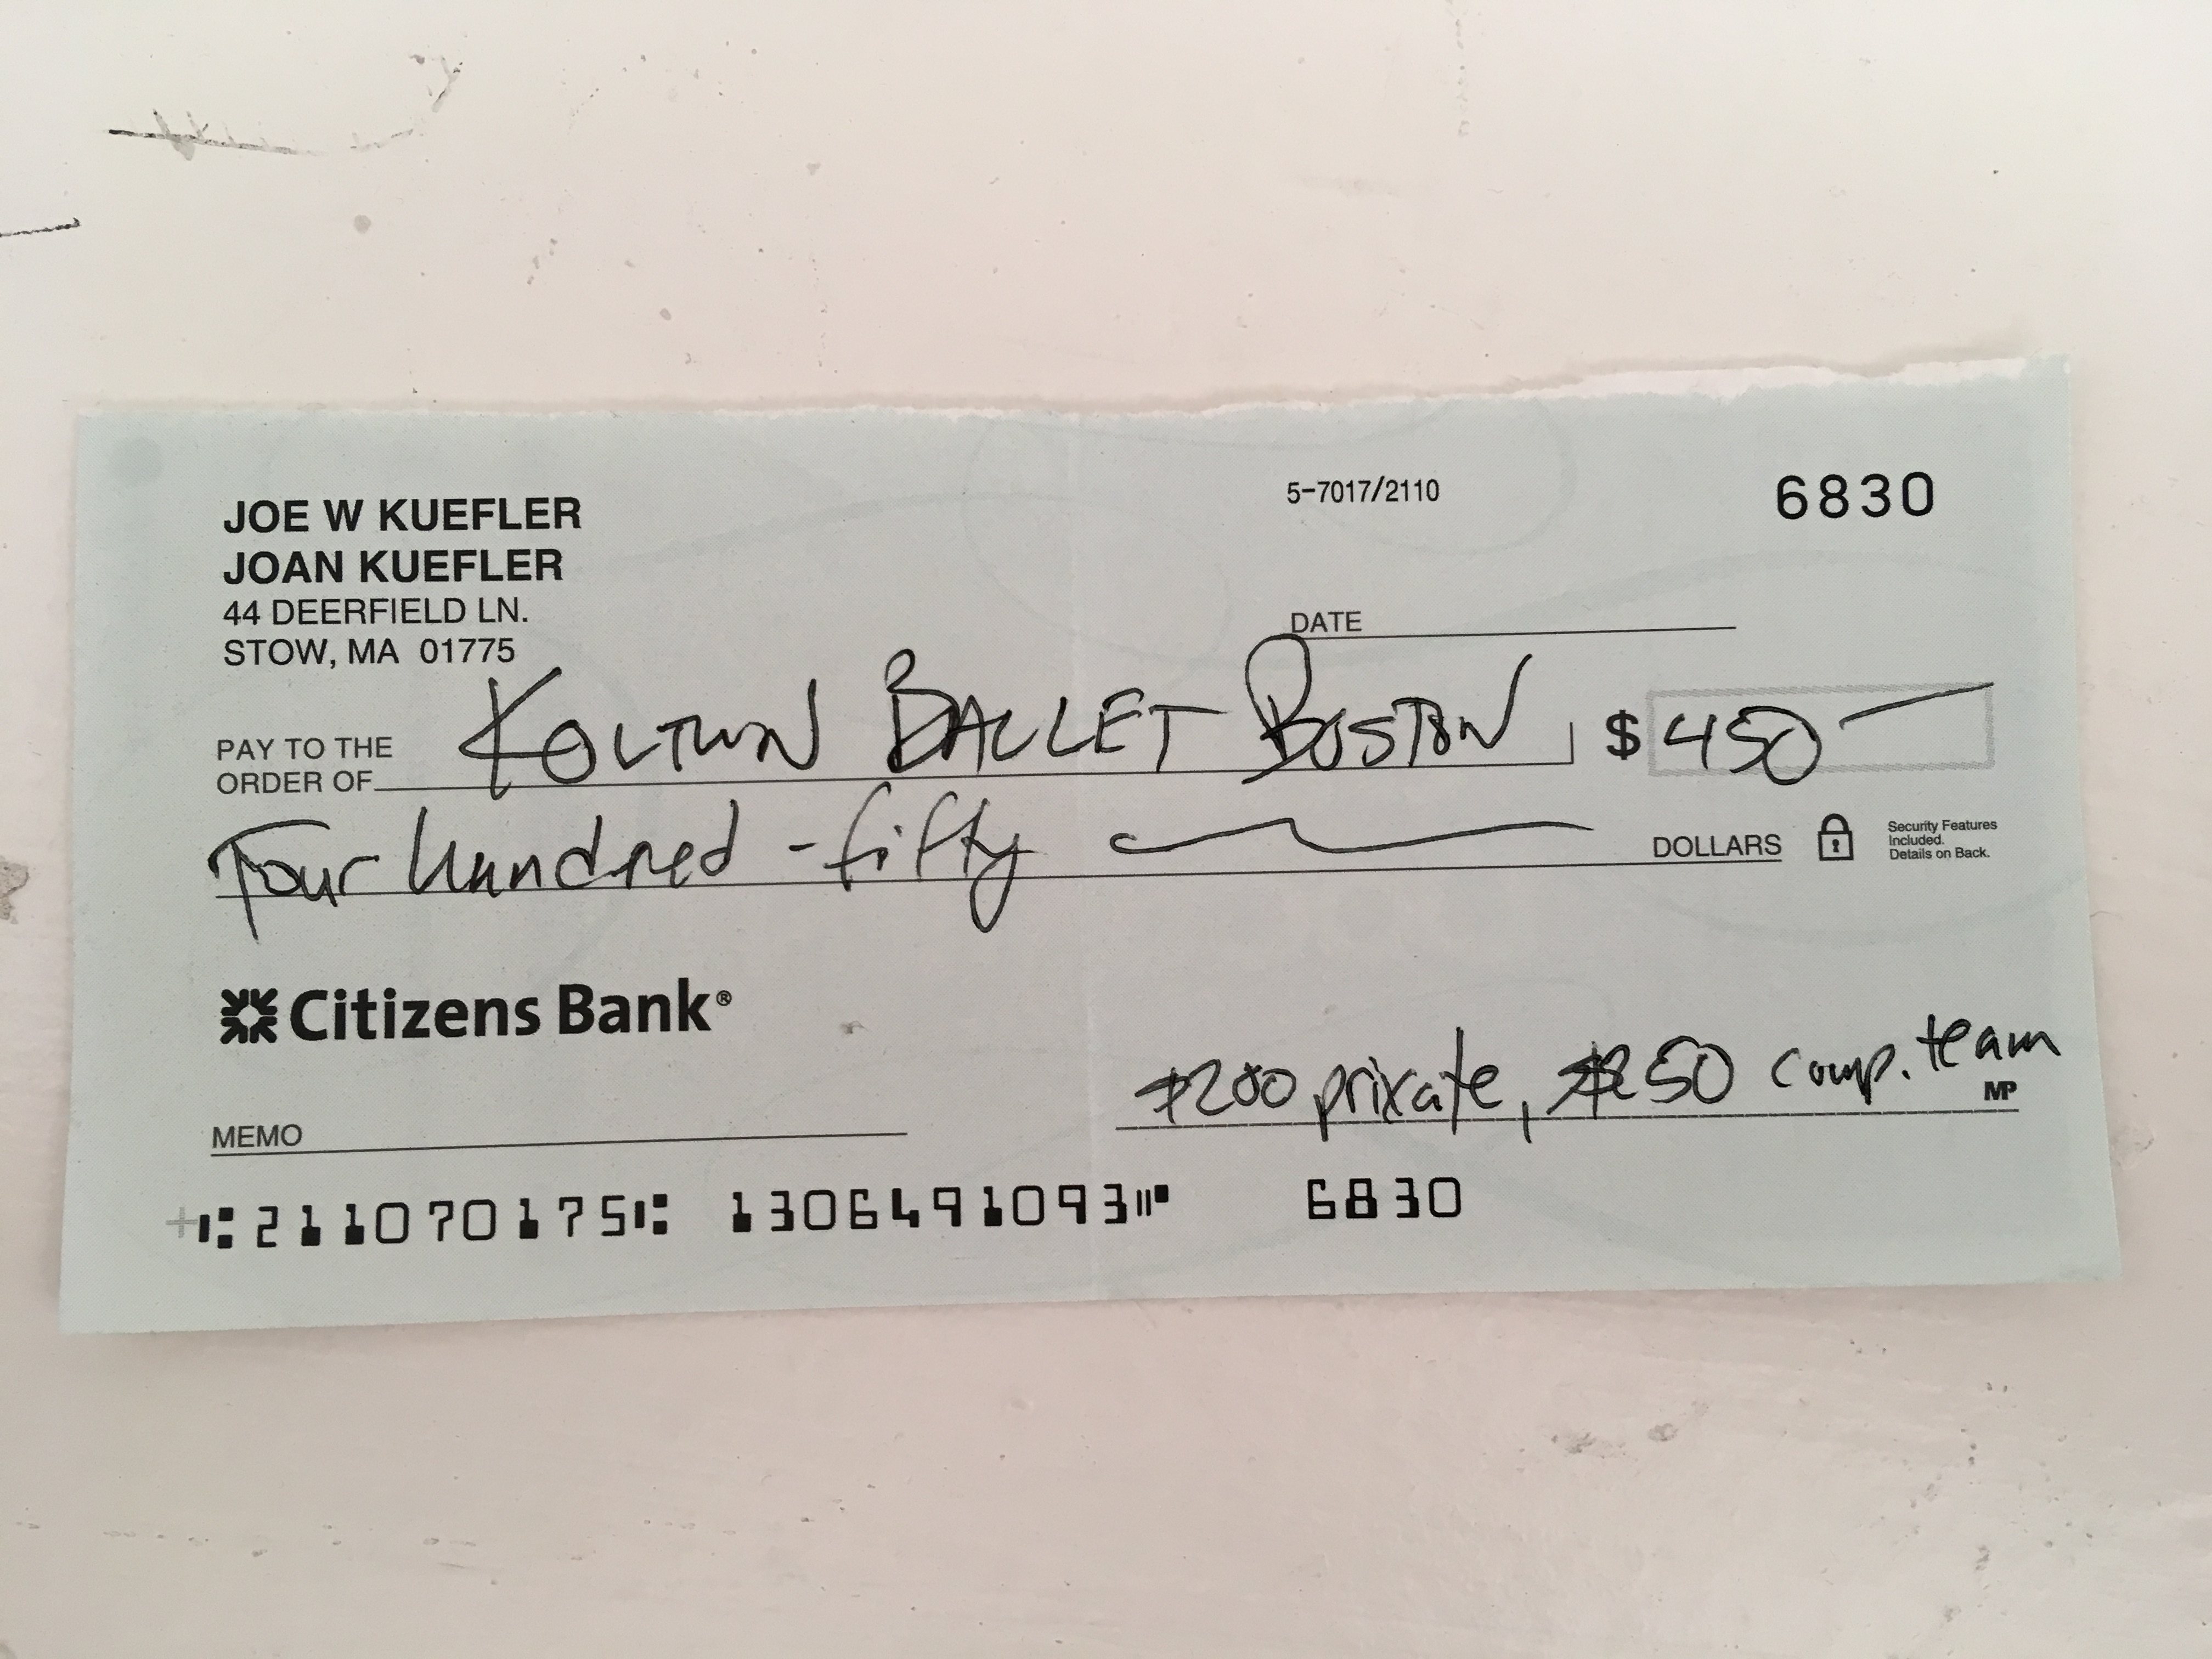 JOE W KUEFLER
JOAN KUEFLER
44 DEERFIELD LN.
STOW, MA 01775
5-7017/2110
6830
DATE
PAY TO THE
ORDER OF KOLTUN BALLET BOSTON $ 450
Four hundred - fifty DOLLARS
Security Features
Included.
Details on Back.
Citizens Bank®
MEMO
$200 private, $250 comp. team
MP
⑆211070175⑆ 1306491093⑈ 6830